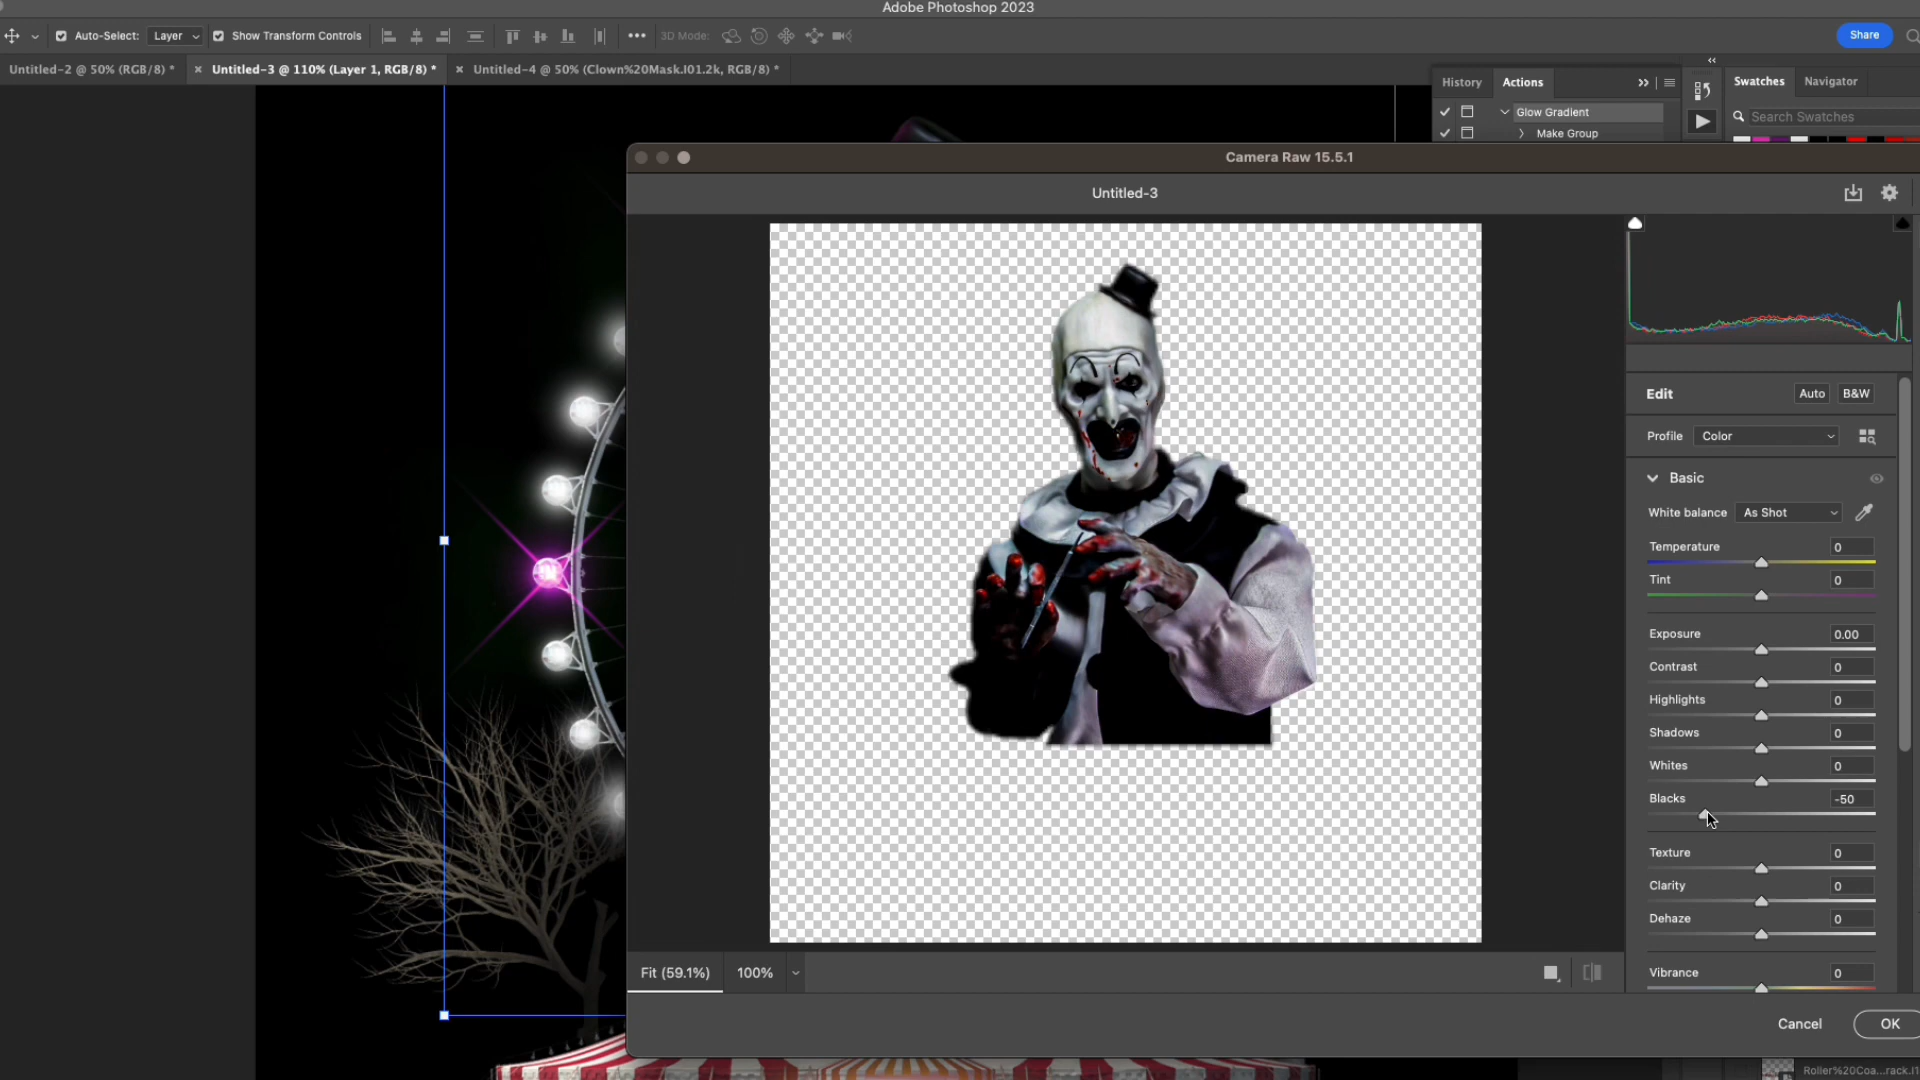 Adobe Photoshop 2023
Auto-Select: Layer Show Transform Controls 3D Mode: Share
Untitled-2 @ 50% (RGB/8) * Untitled-3 @ 110% (Layer 1, RGB/8) * Untitled-4 @ 50% (Clown%20Mask.I01.2k, RGB/8) *
History Actions Swatches Navigator
Glow Gradient
Search Swatches
Make Group
Camera Raw 15.5.1
Untitled-3
Edit Auto B&W
Profile Color
Basic
White balance As Shot
Temperature 0
Tint 0
Exposure 0.00
Contrast 0
Highlights 0
Shadows 0
Whites 0
Blacks -50
Texture 0
Clarity 0
Dehaze 0
Fit (59.1%) 100%
Vibrance 0
Cancel OK
Roller%20Coa...rack.I1